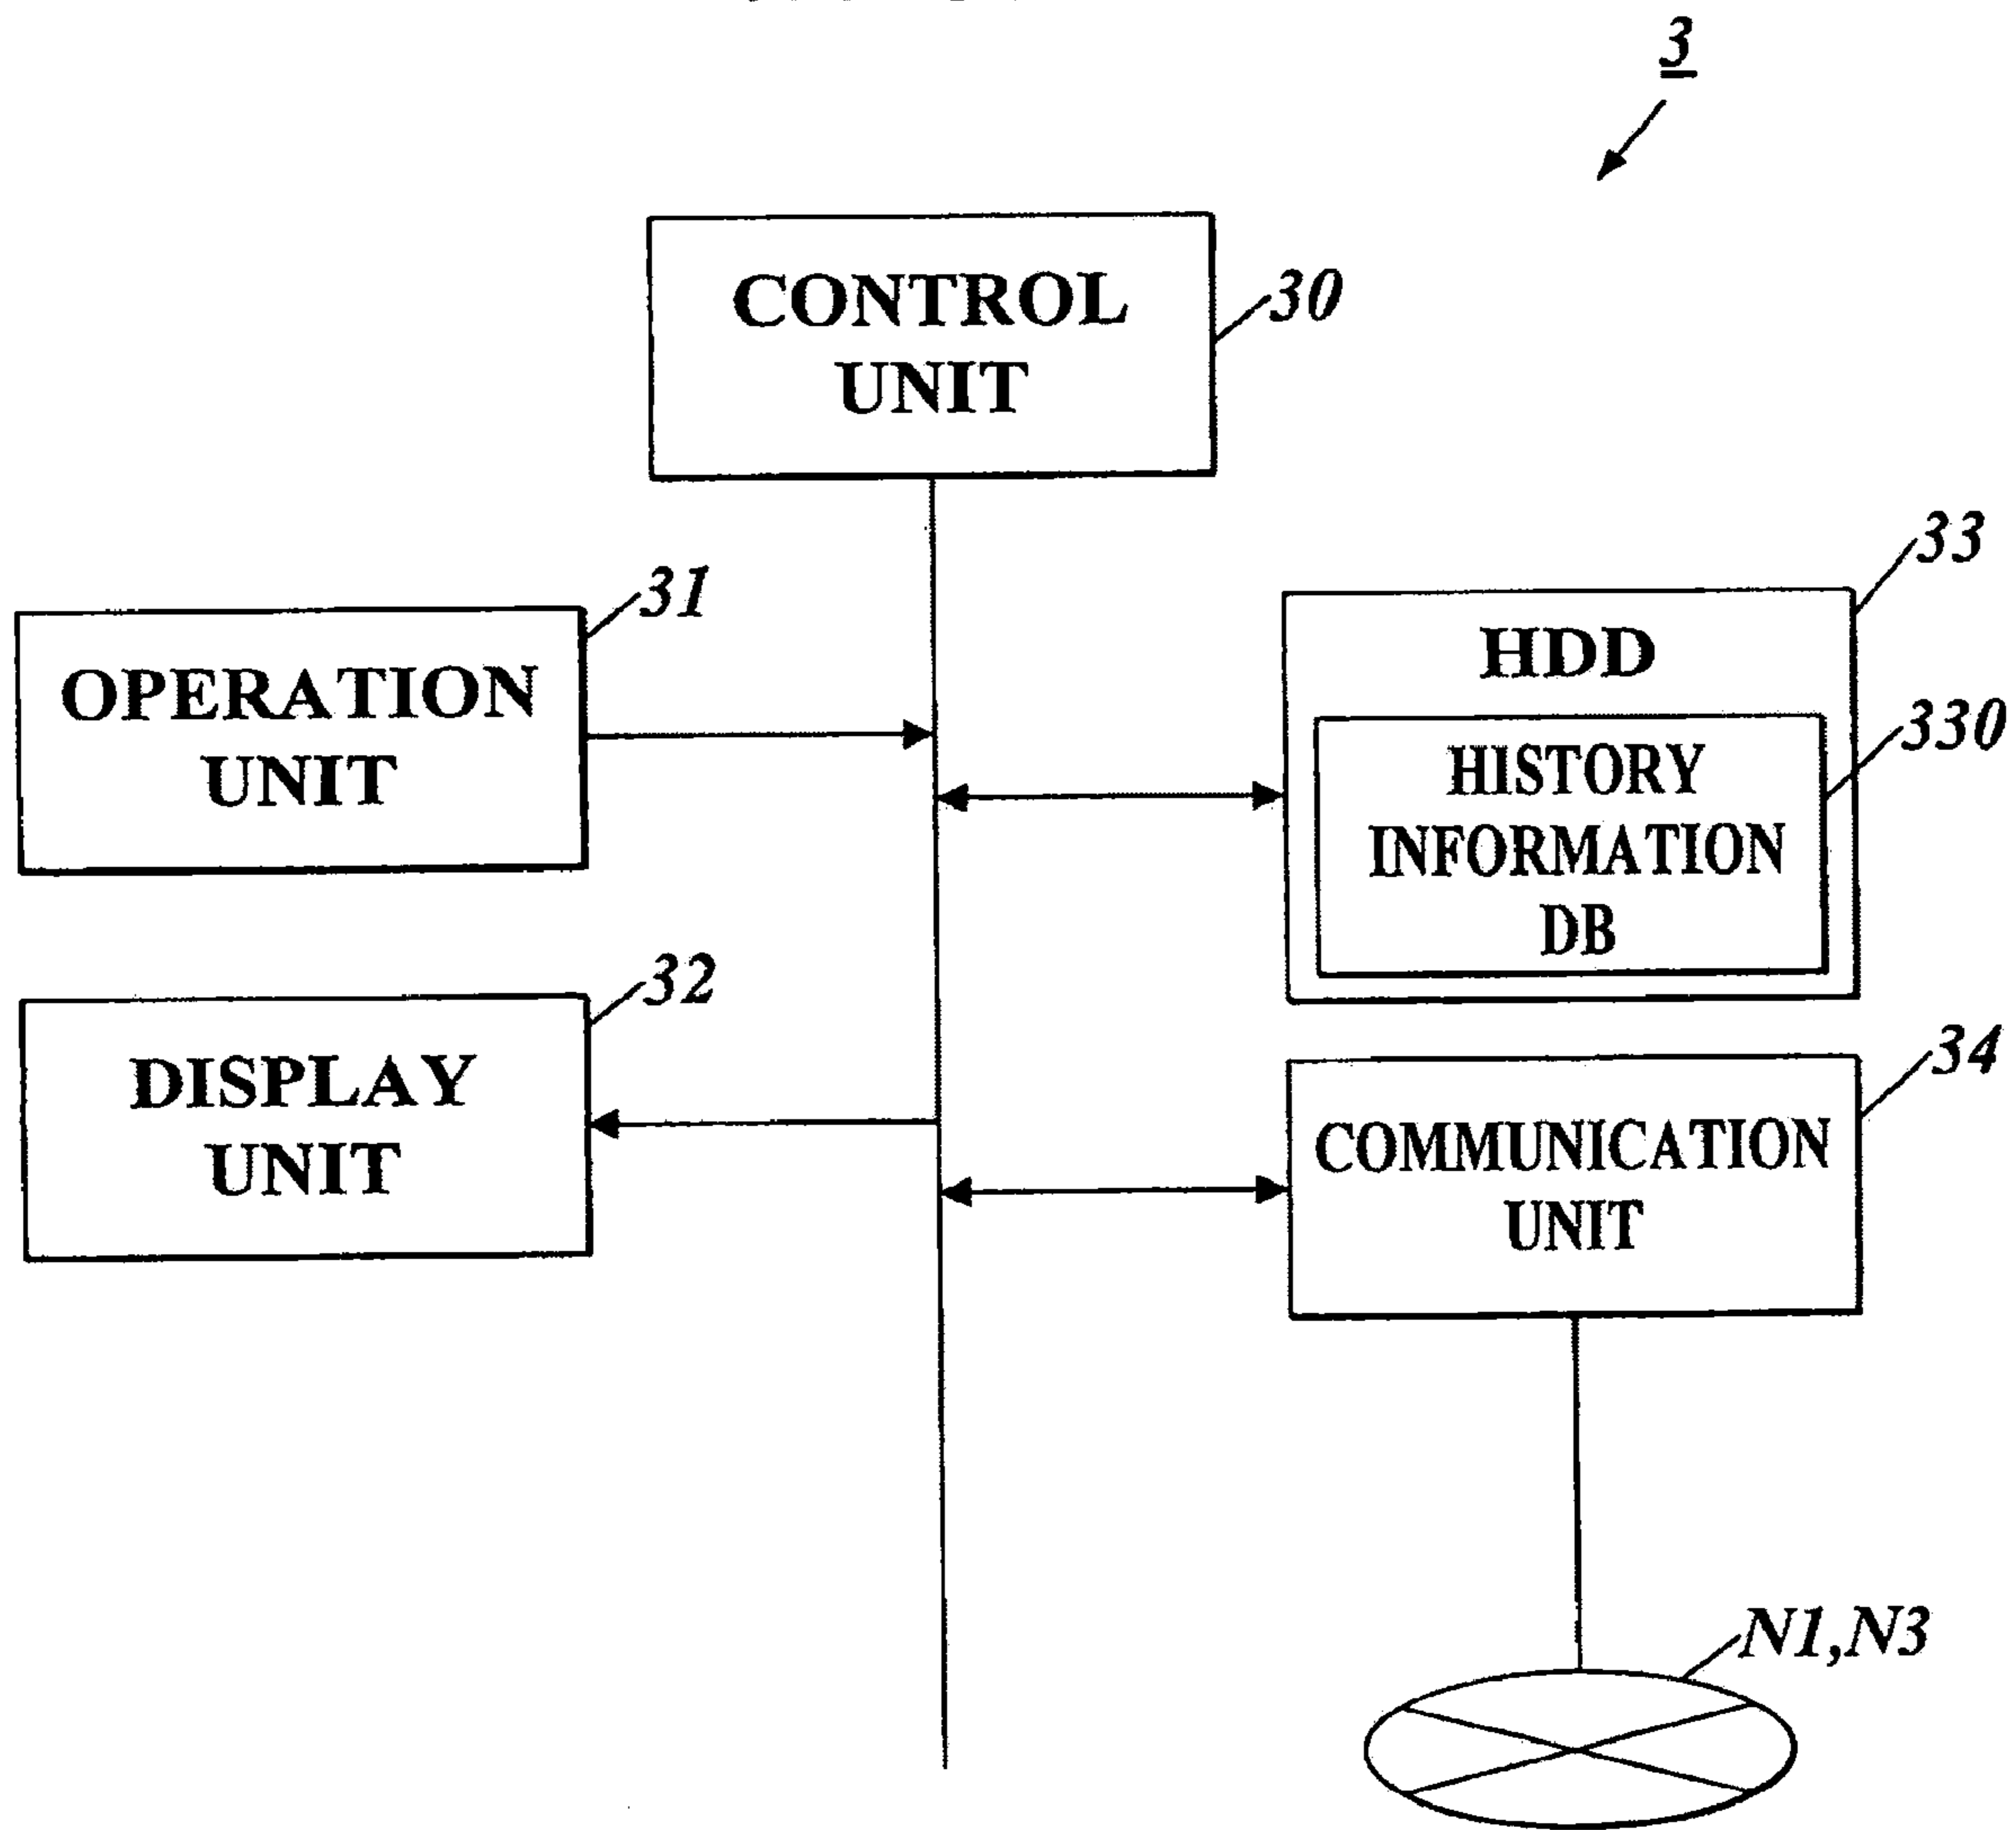 3
CONTROL
UNIT
30
31
OPERATION
UNIT
33
HDD
330
HISTORY
INFORMATION
DB
32
DISPLAY
UNIT
34
COMMUNICATION
UNIT
N1,N3